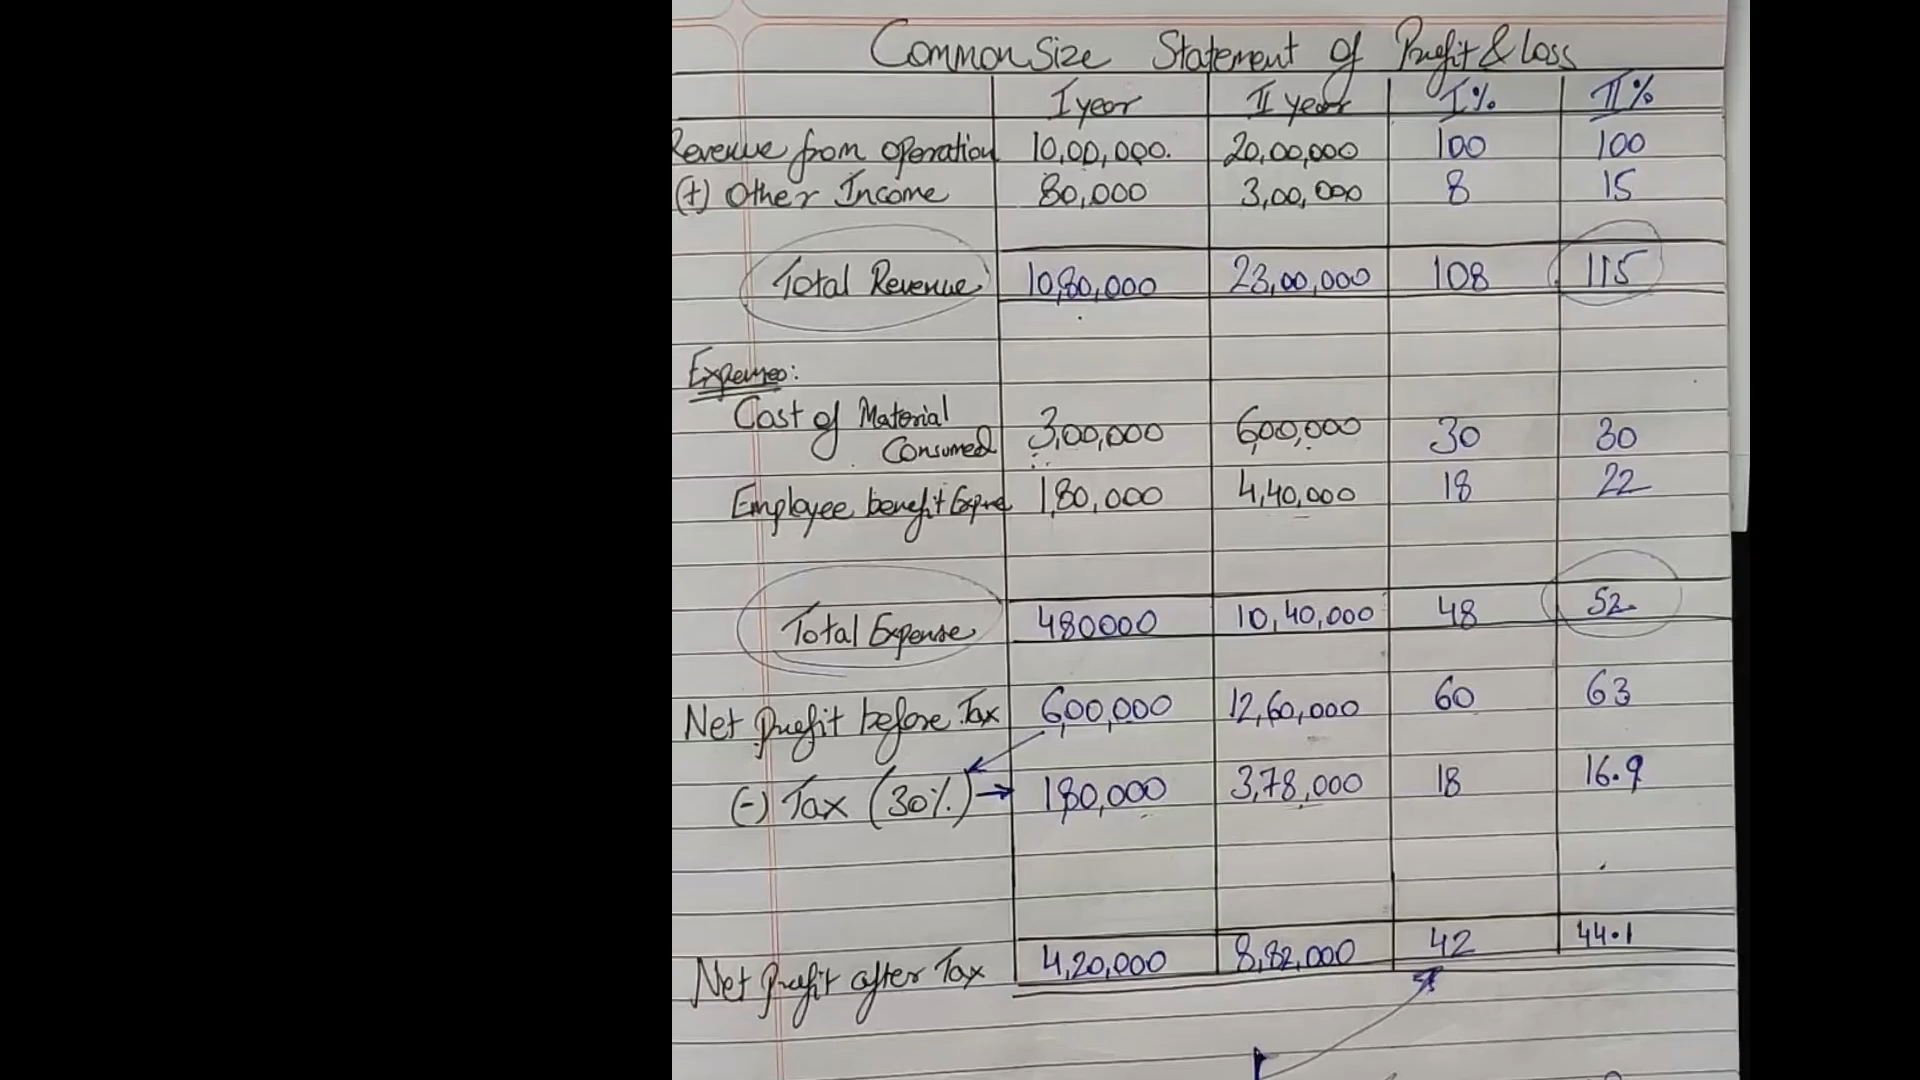 Common Size Statement of Profit & Loss
I year II year I% II%
Revenue from operation 10,00,000. 20,00,000 100 100
(+) Other Income 80,000 3,00,000 8 15
Total Revenue 10,80,000 23,00,000 108 115
Expenses:
Cost of Material
Consumed 3,00,000 600,000 30 30
Employee benefit Expne 1,80,000 4,40,000 18 22
Total Expense 480000 10,40,000 48 52
Net profit before Tax 600,000 12,60,000 60 63
(-) Tax (30%) → 180,000 3,78,000 18 16.9
Net profit after Tax 4,20,000 8,82,000 42 44.1